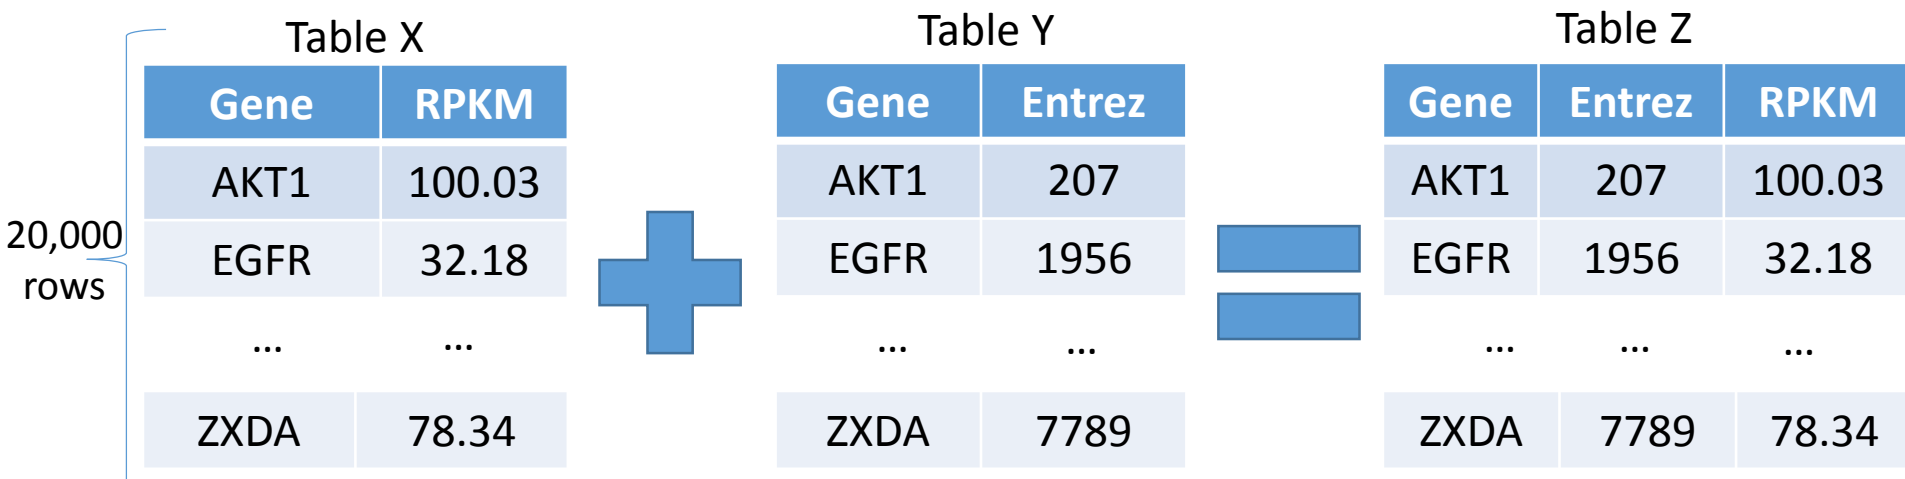 Table X
Gene RPKM
AKT1 100.03
EGFR 32.18
... ...
ZXDA 78.34
20,000
rows
Table Y
Gene Entrez
AKT1 207
EGFR 1956
... ...
ZXDA 7789
Table Z
Gene Entrez RPKM
AKT1 207 100.03
EGFR 1956 32.18
... ... ...
ZXDA 7789 78.34